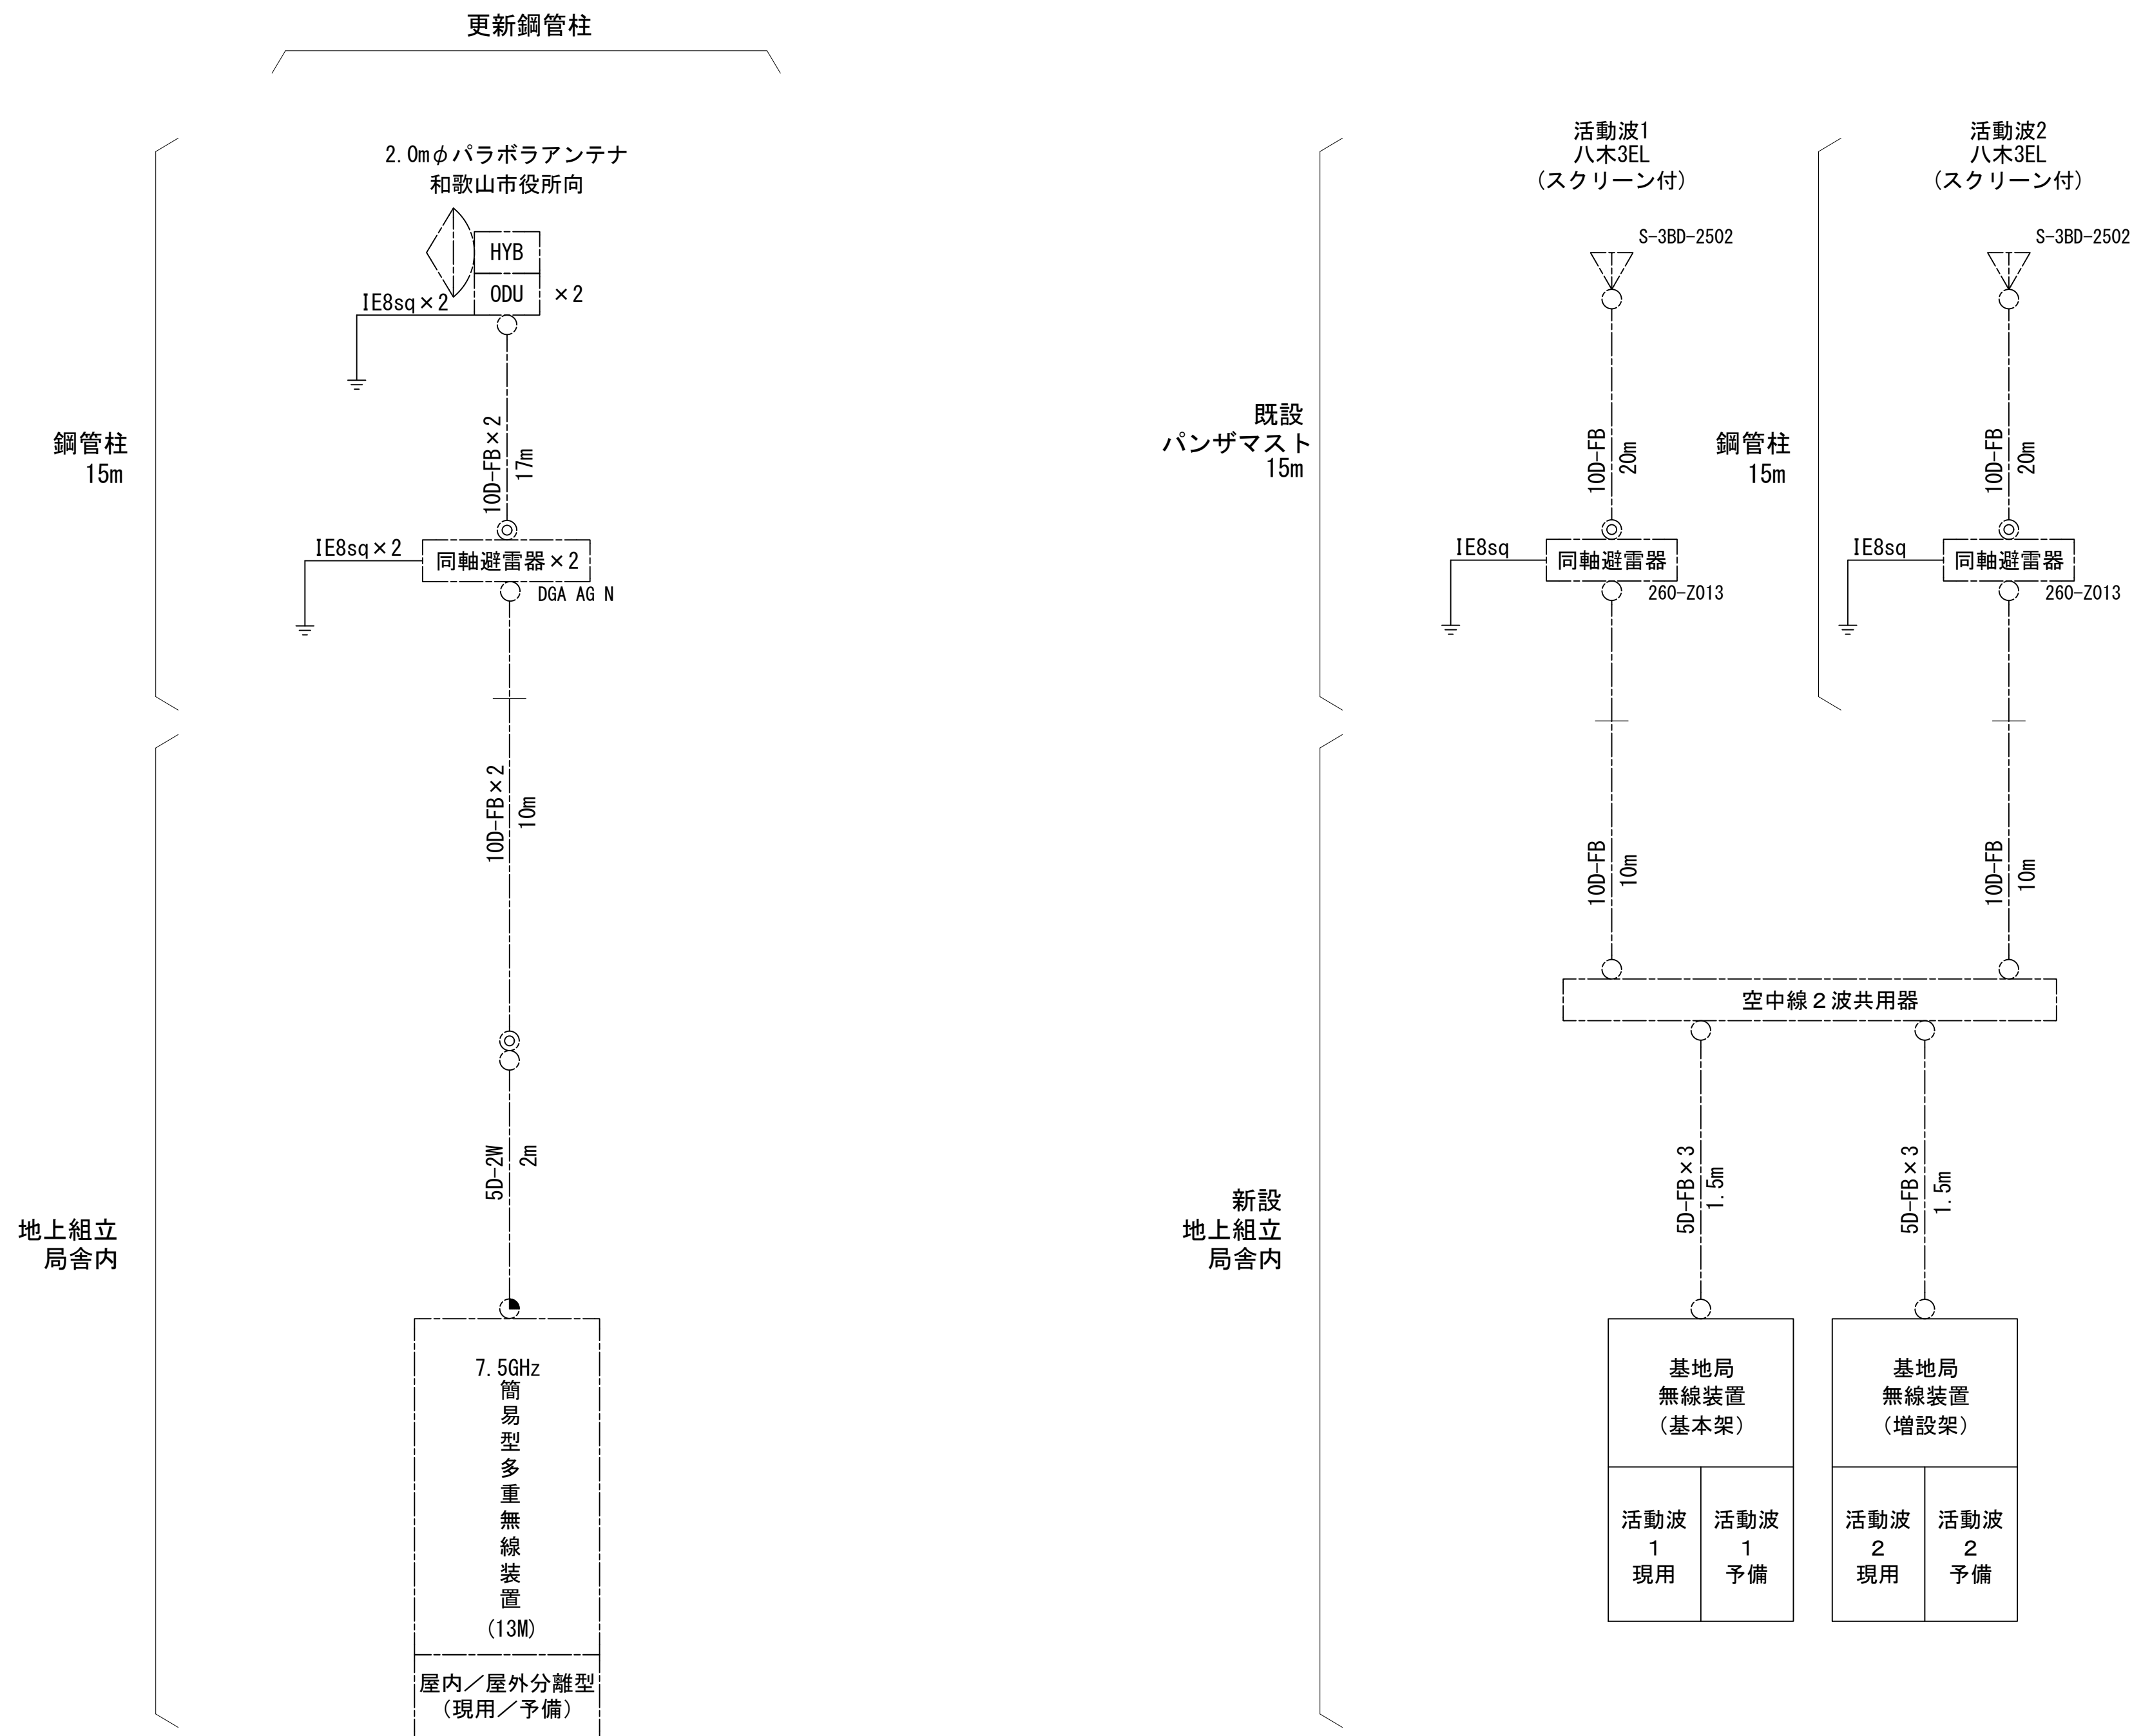 更新鋼管柱
2.0mφパラボラアンテナ
和歌山市役所向
HYB
ODU
×2
IE8sq×2
10D-FB×2
17m
鋼管柱
15m
IE8sq×2
同軸避雷器×2
DGA AG N
10D-FB×2
10m
5D-2W
2m
地上組立
局舎内
7.5GHz
簡易型多重無線装置
(13M)
屋内／屋外分離型
(現用／予備)
活動波1
八木3EL
(スクリーン付)
S-3BD-2502
既設
パンザマスト
15m
10D-FB
20m
IE8sq
同軸避雷器
260-Z013
10D-FB
10m
活動波2
八木3EL
(スクリーン付)
S-3BD-2502
鋼管柱
15m
10D-FB
20m
IE8sq
同軸避雷器
260-Z013
10D-FB
10m
空中線２波共用器
新設
地上組立
局舎内
5D-FB×3
1.5m
5D-FB×3
1.5m
基地局
無線装置
(基本架)
活動波
1
現用
活動波
1
予備
基地局
無線装置
(増設架)
活動波
2
現用
活動波
2
予備